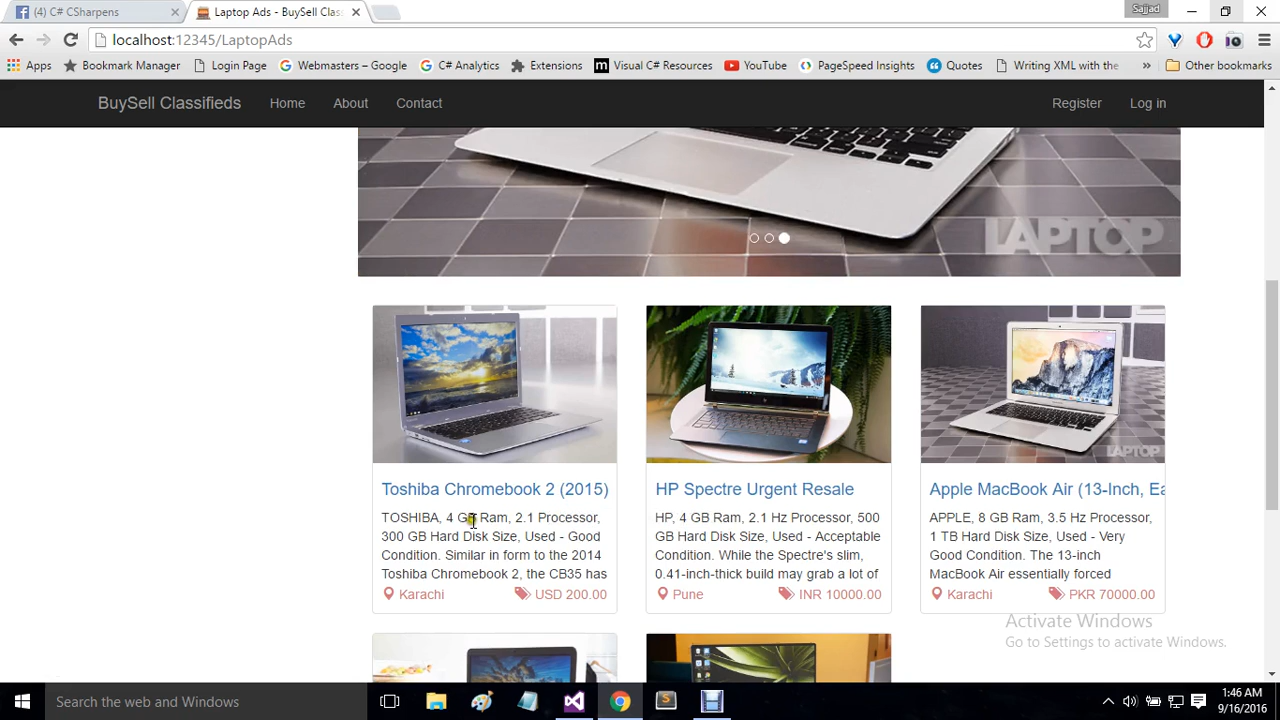 (4) C# CSharpens
Laptop Ads - BuySell Clas
Sajjad
localhost:12345/LaptopAds
Apps
Bookmark Manager
Login Page
Webmasters – Google
C# Analytics
Extensions
Visual C# Resources
YouTube
PageSpeed Insights
Quotes
Writing XML with the
Other bookmarks
BuySell Classifieds
Home
About
Contact
Register
Log in
LAPTOP
Toshiba Chromebook 2 (2015)
TOSHIBA, 4 GB Ram, 2.1 Processor,
300 GB Hard Disk Size, Used - Good
Condition. Similar in form to the 2014
Toshiba Chromebook 2, the CB35 has
Karachi
USD 200.00
HP Spectre Urgent Resale
HP, 4 GB Ram, 2.1 Hz Processor, 500
GB Hard Disk Size, Used - Acceptable
Condition. While the Spectre's slim,
0.41-inch-thick build may grab a lot of
Pune
INR 10000.00
LAPTOP
Apple MacBook Air (13-Inch, Ea
APPLE, 8 GB Ram, 3.5 Hz Processor,
1 TB Hard Disk Size, Used - Very
Good Condition. The 13-inch
MacBook Air essentially forced
Karachi
PKR 70000.00
Activate Windows
Go to Settings to activate Windows.
Search the web and Windows
1:46 AM
9/16/2016